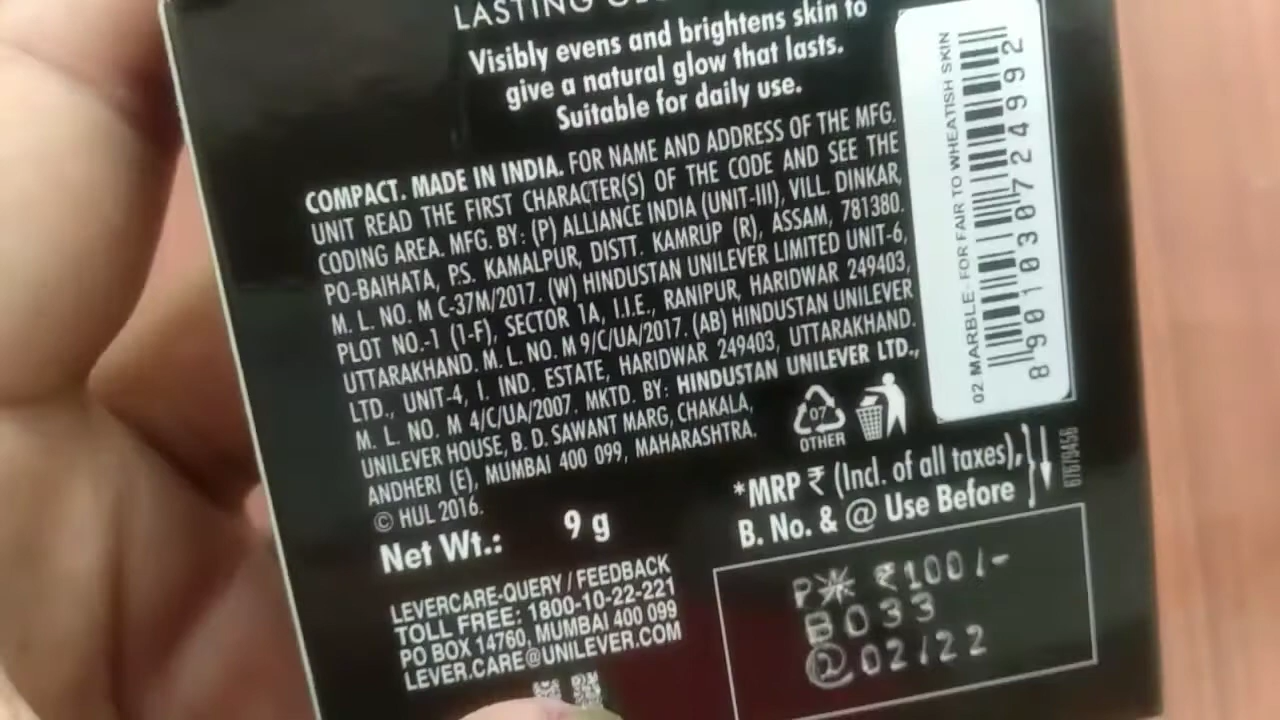 LASTING
Visibly evens and brightens skin to
give a natural glow that lasts.
Suitable for daily use.
COMPACT. MADE IN INDIA. FOR NAME AND ADDRESS OF THE MFG.
UNIT READ THE FIRST CHARACTER(S) OF THE CODE AND SEE THE
CODING AREA. MFG. BY: (P) ALLIANCE INDIA (UNIT-III), VILL. DINKAR,
PO-BAIHATA, P.S. KAMALPUR, DISTT. KAMRUP (R), ASSAM, 781380.
M. L. NO. M C-37M/2017. (W) HINDUSTAN UNILEVER LIMITED UNIT-6,
PLOT NO.-1 (1-F), SECTOR 1A, I.I.E., RANIPUR, HARIDWAR 249403,
UTTARAKHAND. M. L. NO. M 9/C/UA/2017. (AB) HINDUSTAN UNILEVER
LTD., UNIT-4, I. IND. ESTATE, HARIDWAR 249403, UTTARAKHAND.
M. L. NO. M 4/C/UA/2007. MKTD. BY: HINDUSTAN UNILEVER LTD.,
UNILEVER HOUSE, B. D. SAWANT MARG, CHAKALA,
ANDHERI (E), MUMBAI 400 099, MAHARASHTRA.
© HUL 2016.
Net Wt.: 9 g
LEVERCARE-QUERY / FEEDBACK
TOLL FREE: 1800-10-22-221
PO BOX 14760, MUMBAI 400 099
LEVER.CARE@UNILEVER.COM
02 MARBLE- FOR FAIR TO WHEATISH SKIN
8 901030 724992
07
OTHER
*MRP ₹ (Incl. of all taxes),
B. No. & @ Use Before
67679456
P* ₹100/-
B033
@02/22